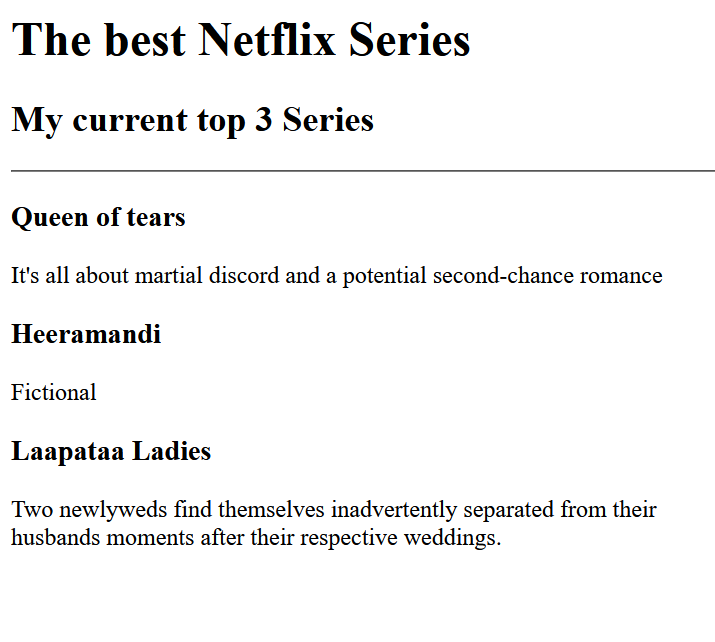 The best Netflix Series
My current top 3 Series
Queen of tears
It's all about martial discord and a potential second-chance romance
Heeramandi
Fictional
Laapataa Ladies
Two newlyweds find themselves inadvertently separated from their
husbands moments after their respective weddings.